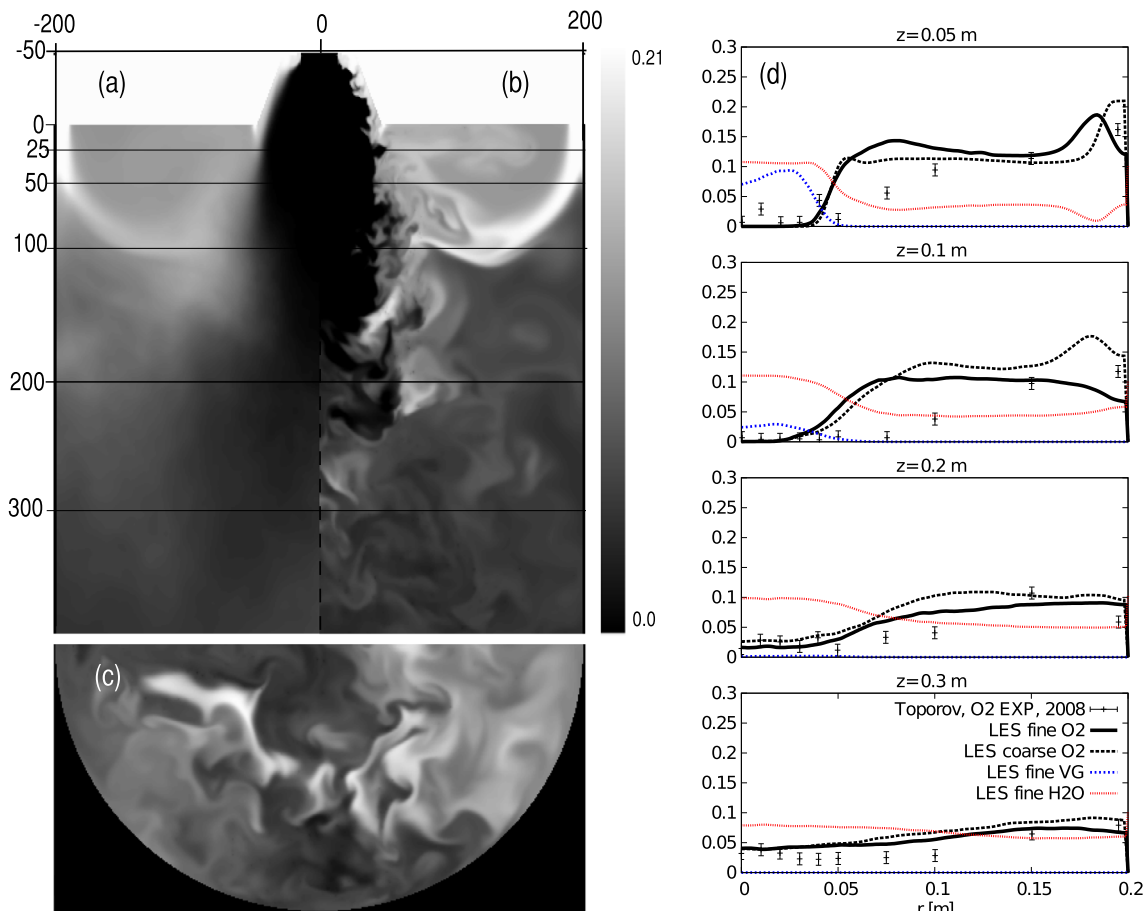 -200 0 200
-50
(a)
(b)
0
25
50
100
200
300
0.21
0.0
(c)
z=0.05 m
(d)
0.3
0.25
0.2
0.15
0.1
0.05
0
z=0.1 m
0.3
0.25
0.2
0.15
0.1
0.05
0
z=0.2 m
0.3
0.25
0.2
0.15
0.1
0.05
0
z=0.3 m
0.3
0.25
0.2
0.15
0.1
0.05
0
Toporov, O2 EXP, 2008
LES fine O2
LES coarse O2
LES fine VG
LES fine H2O
0 0.05 0.1 0.15 0.2
r [m]